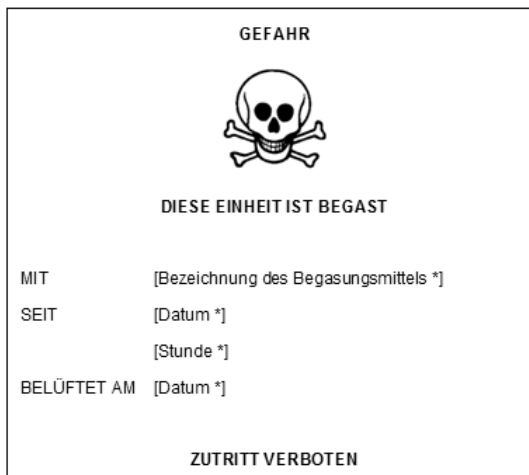 GEFAHR
DIESE EINHEIT IST BEGAST
MIT [Bezeichnung des Begasungsmittels *]
SEIT [Datum *]
[Stunde *]
BELÜFTET AM [Datum *]
ZUTRITT VERBOTEN